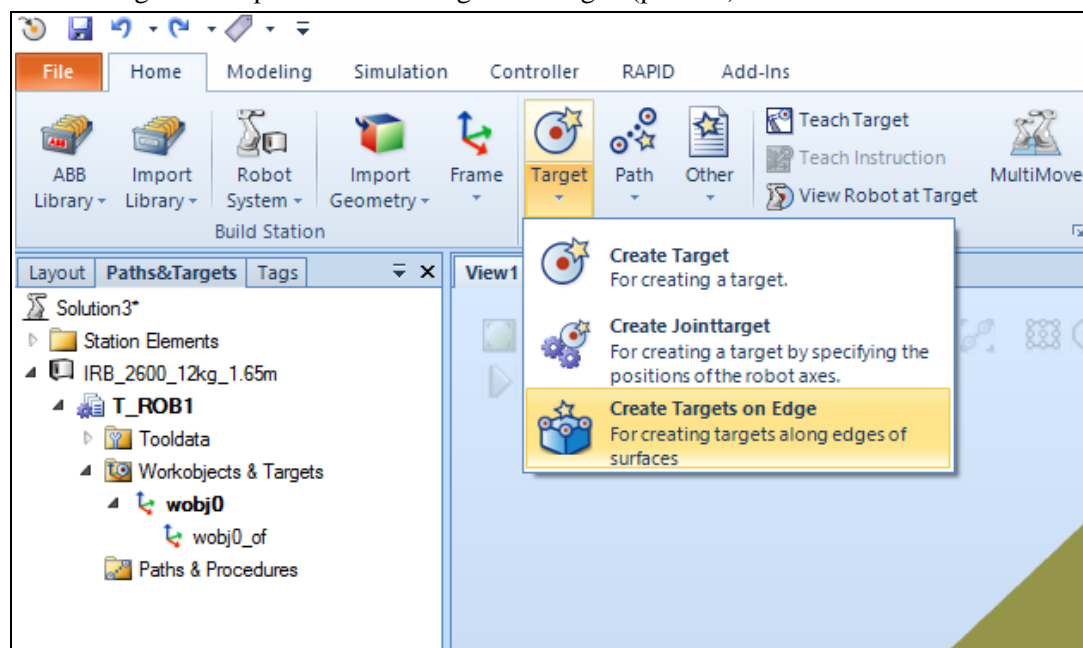 File Home Modeling Simulation Controller RAPID Add-Ins
ABB Library
Import Library
Robot System
Import Geometry
Frame
Target
Path
Other
Teach Target
Teach Instruction
View Robot at Target
MultiMove
Build Station
Layout Paths&Targets Tags
View1
Solution3*
Station Elements
IRB_2600_12kg_1.65m
T_ROB1
Tooldata
Workobjects & Targets
wobj0
wobj0_of
Paths & Procedures
Create Target
For creating a target.
Create Jointtarget
For creating a target by specifying the
positions of the robot axes.
Create Targets on Edge
For creating targets along edges of
surfaces